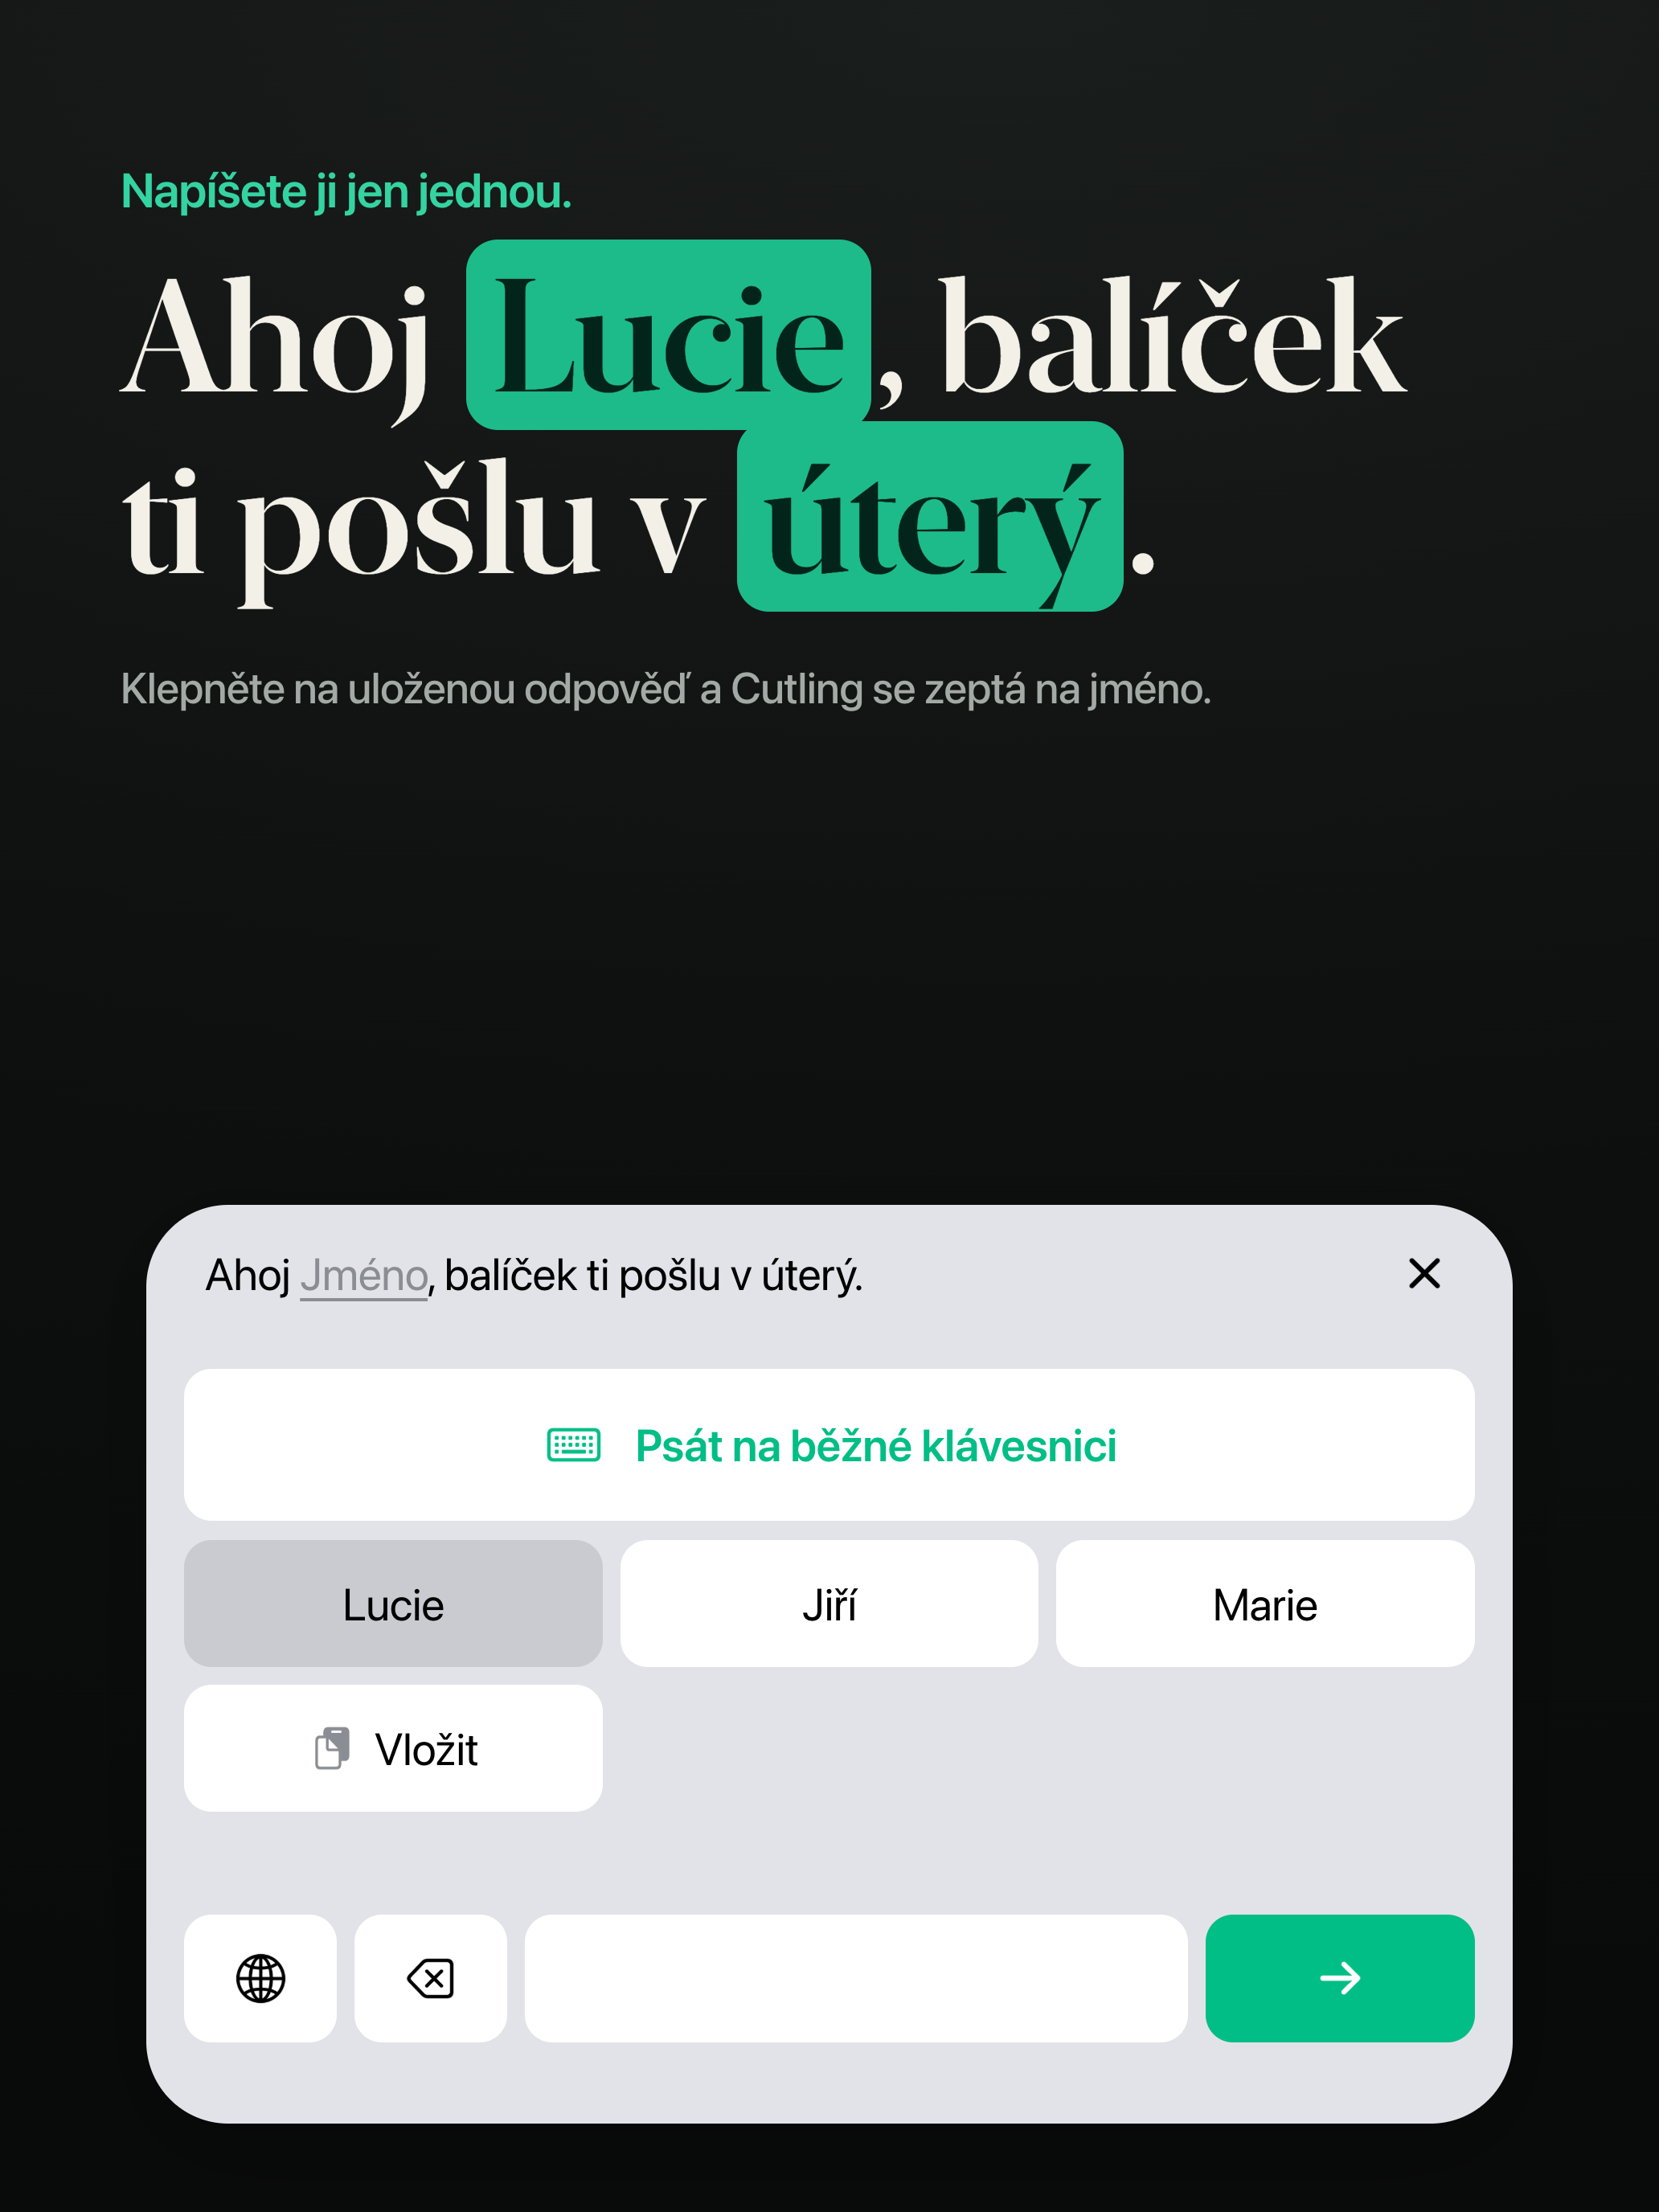 Napíšete ji jen jednou.
Ahoj Lucie, balíček
ti pošlu v úterý.
Klepněte na uloženou odpověď a Cutling se zeptá na jméno.
Ahoj Jméno, balíček ti pošlu v úterý.
Psát na běžné klávesnici
Lucie
Jiří
Marie
Vložit